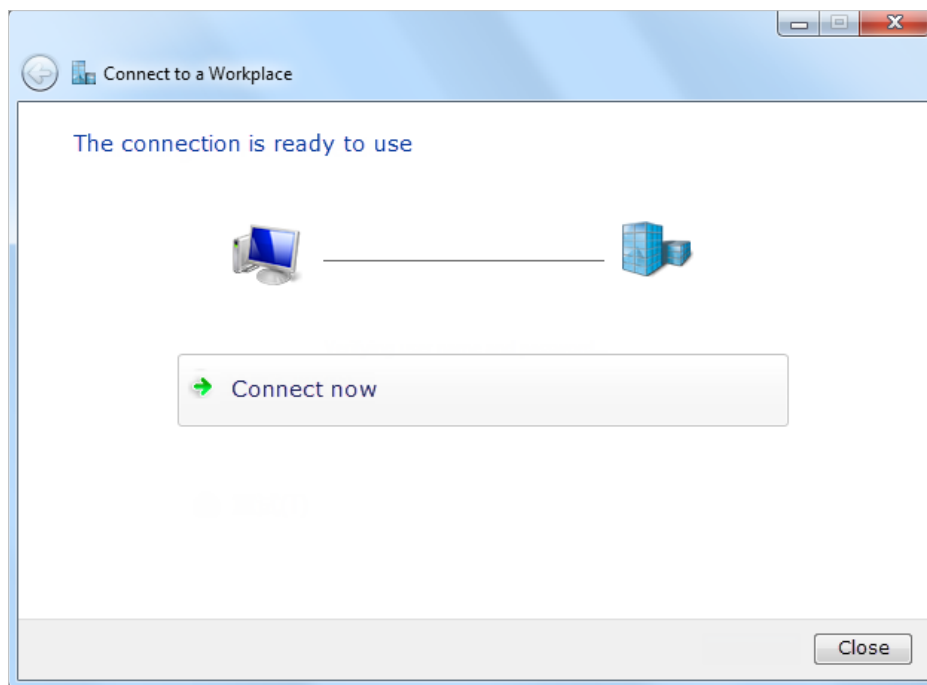 Connect to a Workplace
The connection is ready to use
Connect now
Close